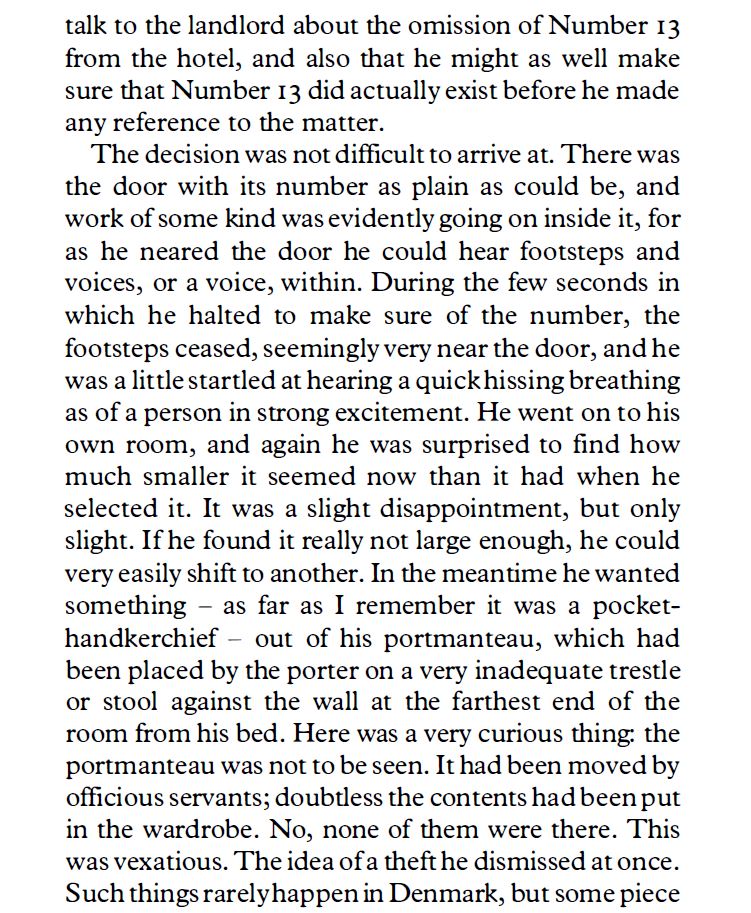 talk to the landlord about the omission of Number 13
from the hotel, and also that he might as well make
sure that Number 13 did actually exist before he made
any reference to the matter.
The decision was not difficult to arrive at. There was
the door with its number as plain as could be, and
work of some kind was evidently going on inside it, for
as he neared the door he could hear footsteps and
voices, or a voice, within. During the few seconds in
which he halted to make sure of the number, the
footsteps ceased, seemingly very near the door, and he
was a little startled at hearing a quick hissing breathing
as of a person in strong excitement. He went on to his
own room, and again he was surprised to find how
much smaller it seemed now than it had when he
selected it. It was a slight disappointment, but only
slight. If he found it really not large enough, he could
very easily shift to another. In the meantime he wanted
something – as far as I remember it was a pocket-
handkerchief – out of his portmanteau, which had
been placed by the porter on a very inadequate trestle
or stool against the wall at the farthest end of the
room from his bed. Here was a very curious thing: the
portmanteau was not to be seen. It had been moved by
officious servants; doubtless the contents had been put
in the wardrobe. No, none of them were there. This
was vexatious. The idea of a theft he dismissed at once.
Such things rarely happen in Denmark, but some piece